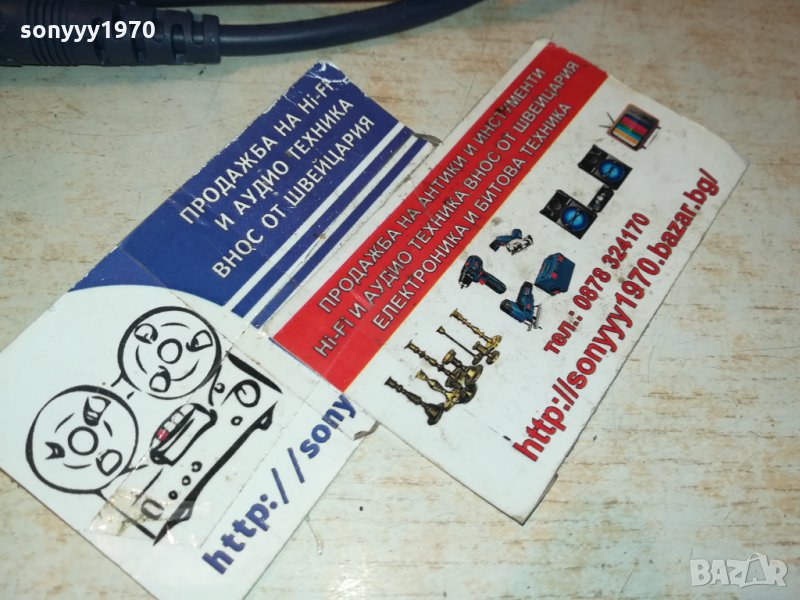 sonyyy1970
ПРОДАЖБА НА Hi-Fi
И АУДИО ТЕХНИКА
ВНОС ОТ ШВЕЙЦАРИЯ
http://sony
ПРОДАЖБА НА АНТИКИ И ИНСТУМЕНТИ
Hi-Fi И АУДИО ТЕХНИКА ВНОС ОТ ШВЕЙЦАРИЯ
ЕЛЕКТРОНИКА И БИТОВА ТЕХНИКА
тел.: 0878 324170
http://sonyyy1970.bazar.bg/
BAZAR